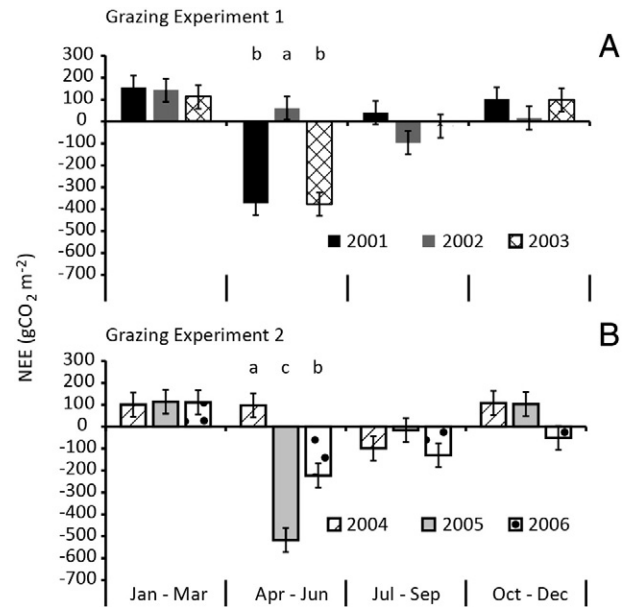 Grazing Experiment 1
A
300
200
100
0
-100
-200
-300
-400
-500
-600
-700
b a b
2001 2002 2003
NEE (gCO2 m-2)
Grazing Experiment 2
B
300
200
100
0
-100
-200
-300
-400
-500
-600
-700
a c b
2004 2005 2006
Jan - Mar Apr - Jun Jul - Sep Oct - Dec